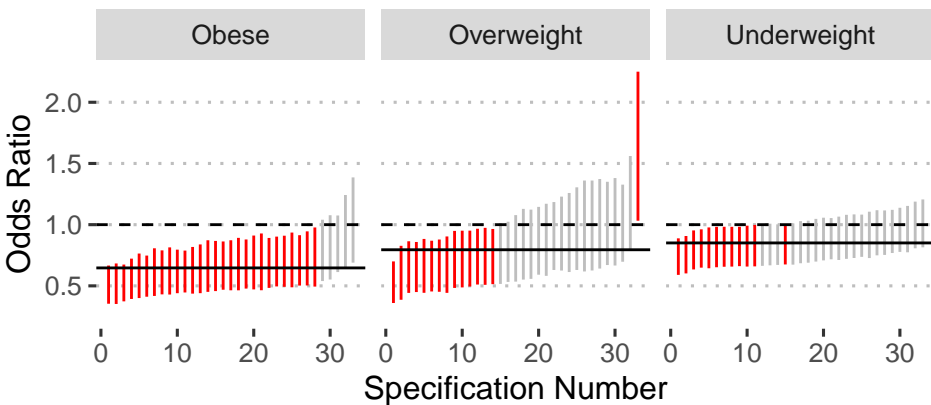 Obese Overweight Underweight
Odds Ratio
2.0
1.5
1.0
0.5
0 10 20 30 0 10 20 30 0 10 20 30
Specification Number